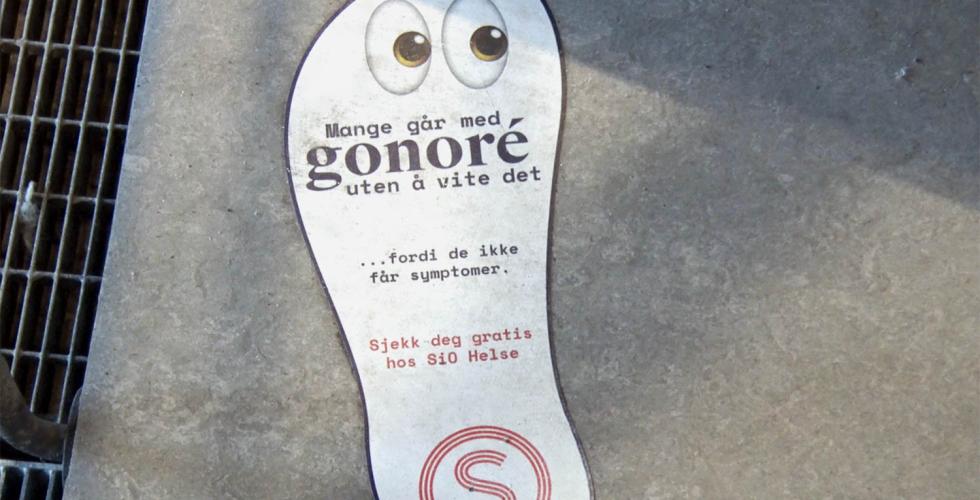 Mange går med
gonoré
uten å vite det
...fordi de ikke
får symptomer.
Sjekk deg gratis
hos SiO Helse
S